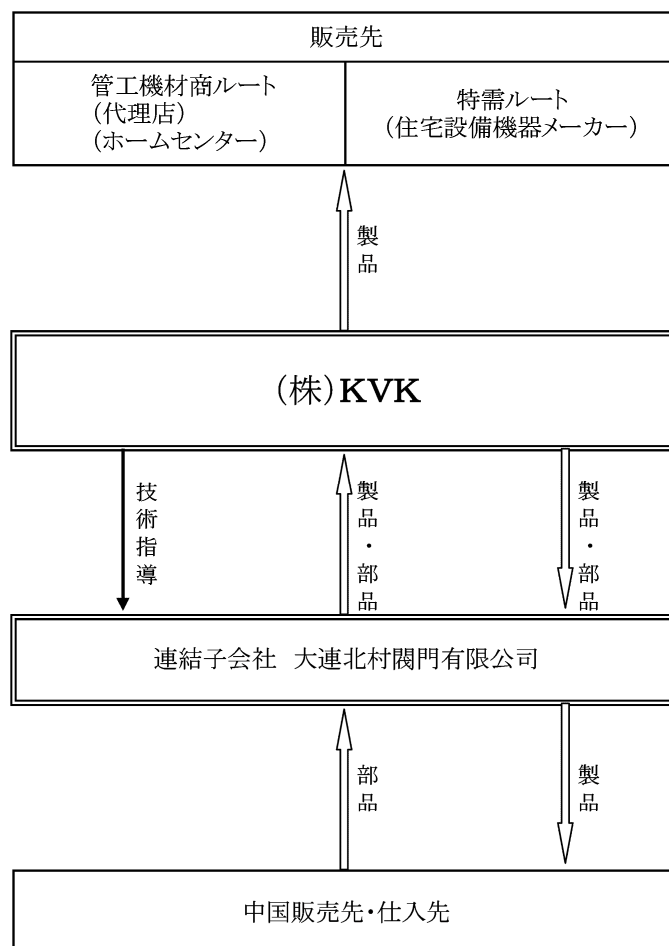 販売先
管工機材商ルート
(代理店)
(ホームセンター)
特需ルート
(住宅設備機器メーカー)
製品
(株)KVK
技術指導
製品・部品
製品・部品
連結子会社　大連北村閥門有限公司
部品
製品
中国販売先・仕入先